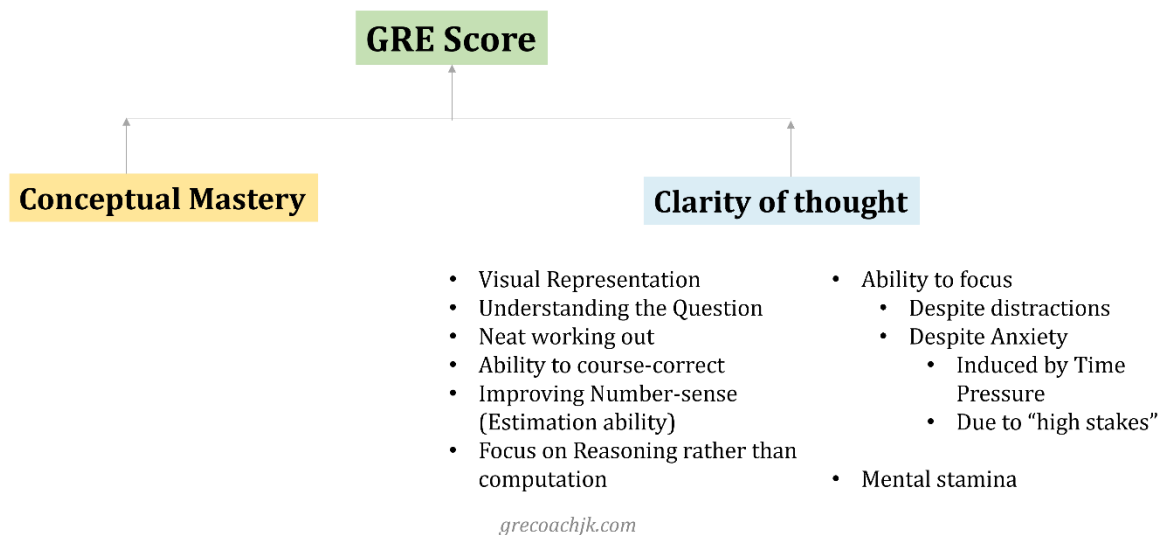 GRE Score
Conceptual Mastery
Clarity of thought
• Visual Representation
• Understanding the Question
• Neat working out
• Ability to course-correct
• Improving Number-sense
(Estimation ability)
• Focus on Reasoning rather than
computation
• Ability to focus
• Despite distractions
• Despite Anxiety
• Induced by Time
Pressure
• Due to “high stakes”
• Mental stamina
grecoachjk.com